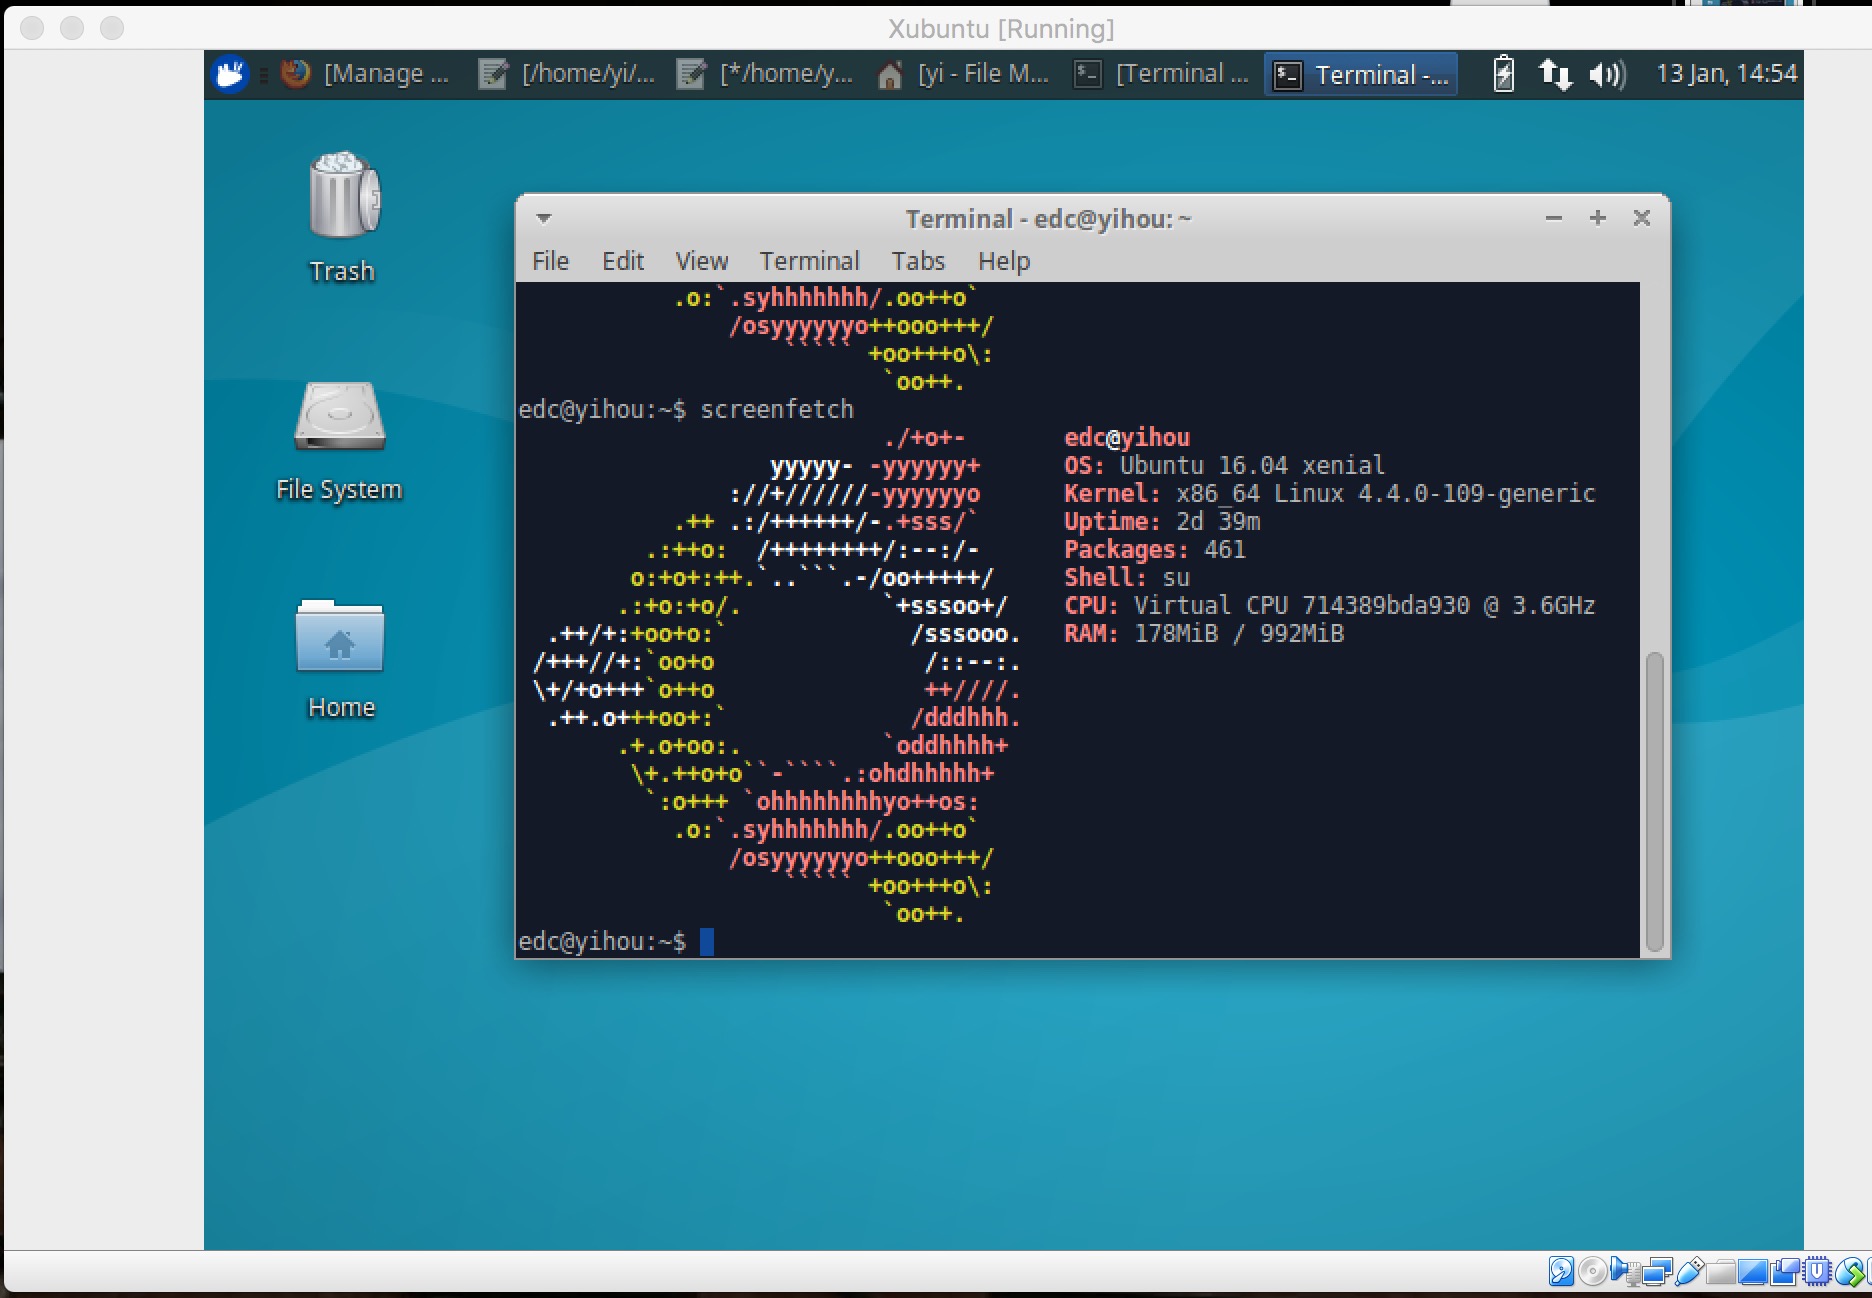 Xubuntu [Running]
[Manage ... [/home/yi/... [*/home/y... [yi - File M... [Terminal ... Terminal -... 13 Jan, 14:54
Trash
File System
Home
Terminal - edc@yihou: ~
File Edit View Terminal Tabs Help
.o:`.syhhhhhhh/.oo++o`
/osyyyyyyo++ooo+++/
````` +oo+++o\:
`oo++.
edc@yihou:~$ screenfetch
./+o+- edc@yihou
yyyyy- -yyyyyy+ OS: Ubuntu 16.04 xenial
://+//////-yyyyyyo Kernel: x86_64 Linux 4.4.0-109-generic
.++ .:/++++++/-.+sss/` Uptime: 2d 39m
.:++o: /++++++++/:--:/- Packages: 461
o:+o+:++.`..```.-/oo+++++/ Shell: su
.:+o:+o/. `+sssoo+/ CPU: Virtual CPU 714389bda930 @ 3.6GHz
.++/+:+oo+o:` /sssooo. RAM: 178MiB / 992MiB
/+++//+:`oo+o /::--:.
\+/+o+++`o++o ++////.
.++.o+++oo+:` /dddhhh.
.+.o+oo:. `oddhhhh+
\+.++o+o``-````.:ohdhhhhh+
`:o+++ `ohhhhhhhhyo++os:
.o:`.syhhhhhhh/.oo++o`
/osyyyyyyo++ooo+++/
````` +oo+++o\:
`oo++.
edc@yihou:~$